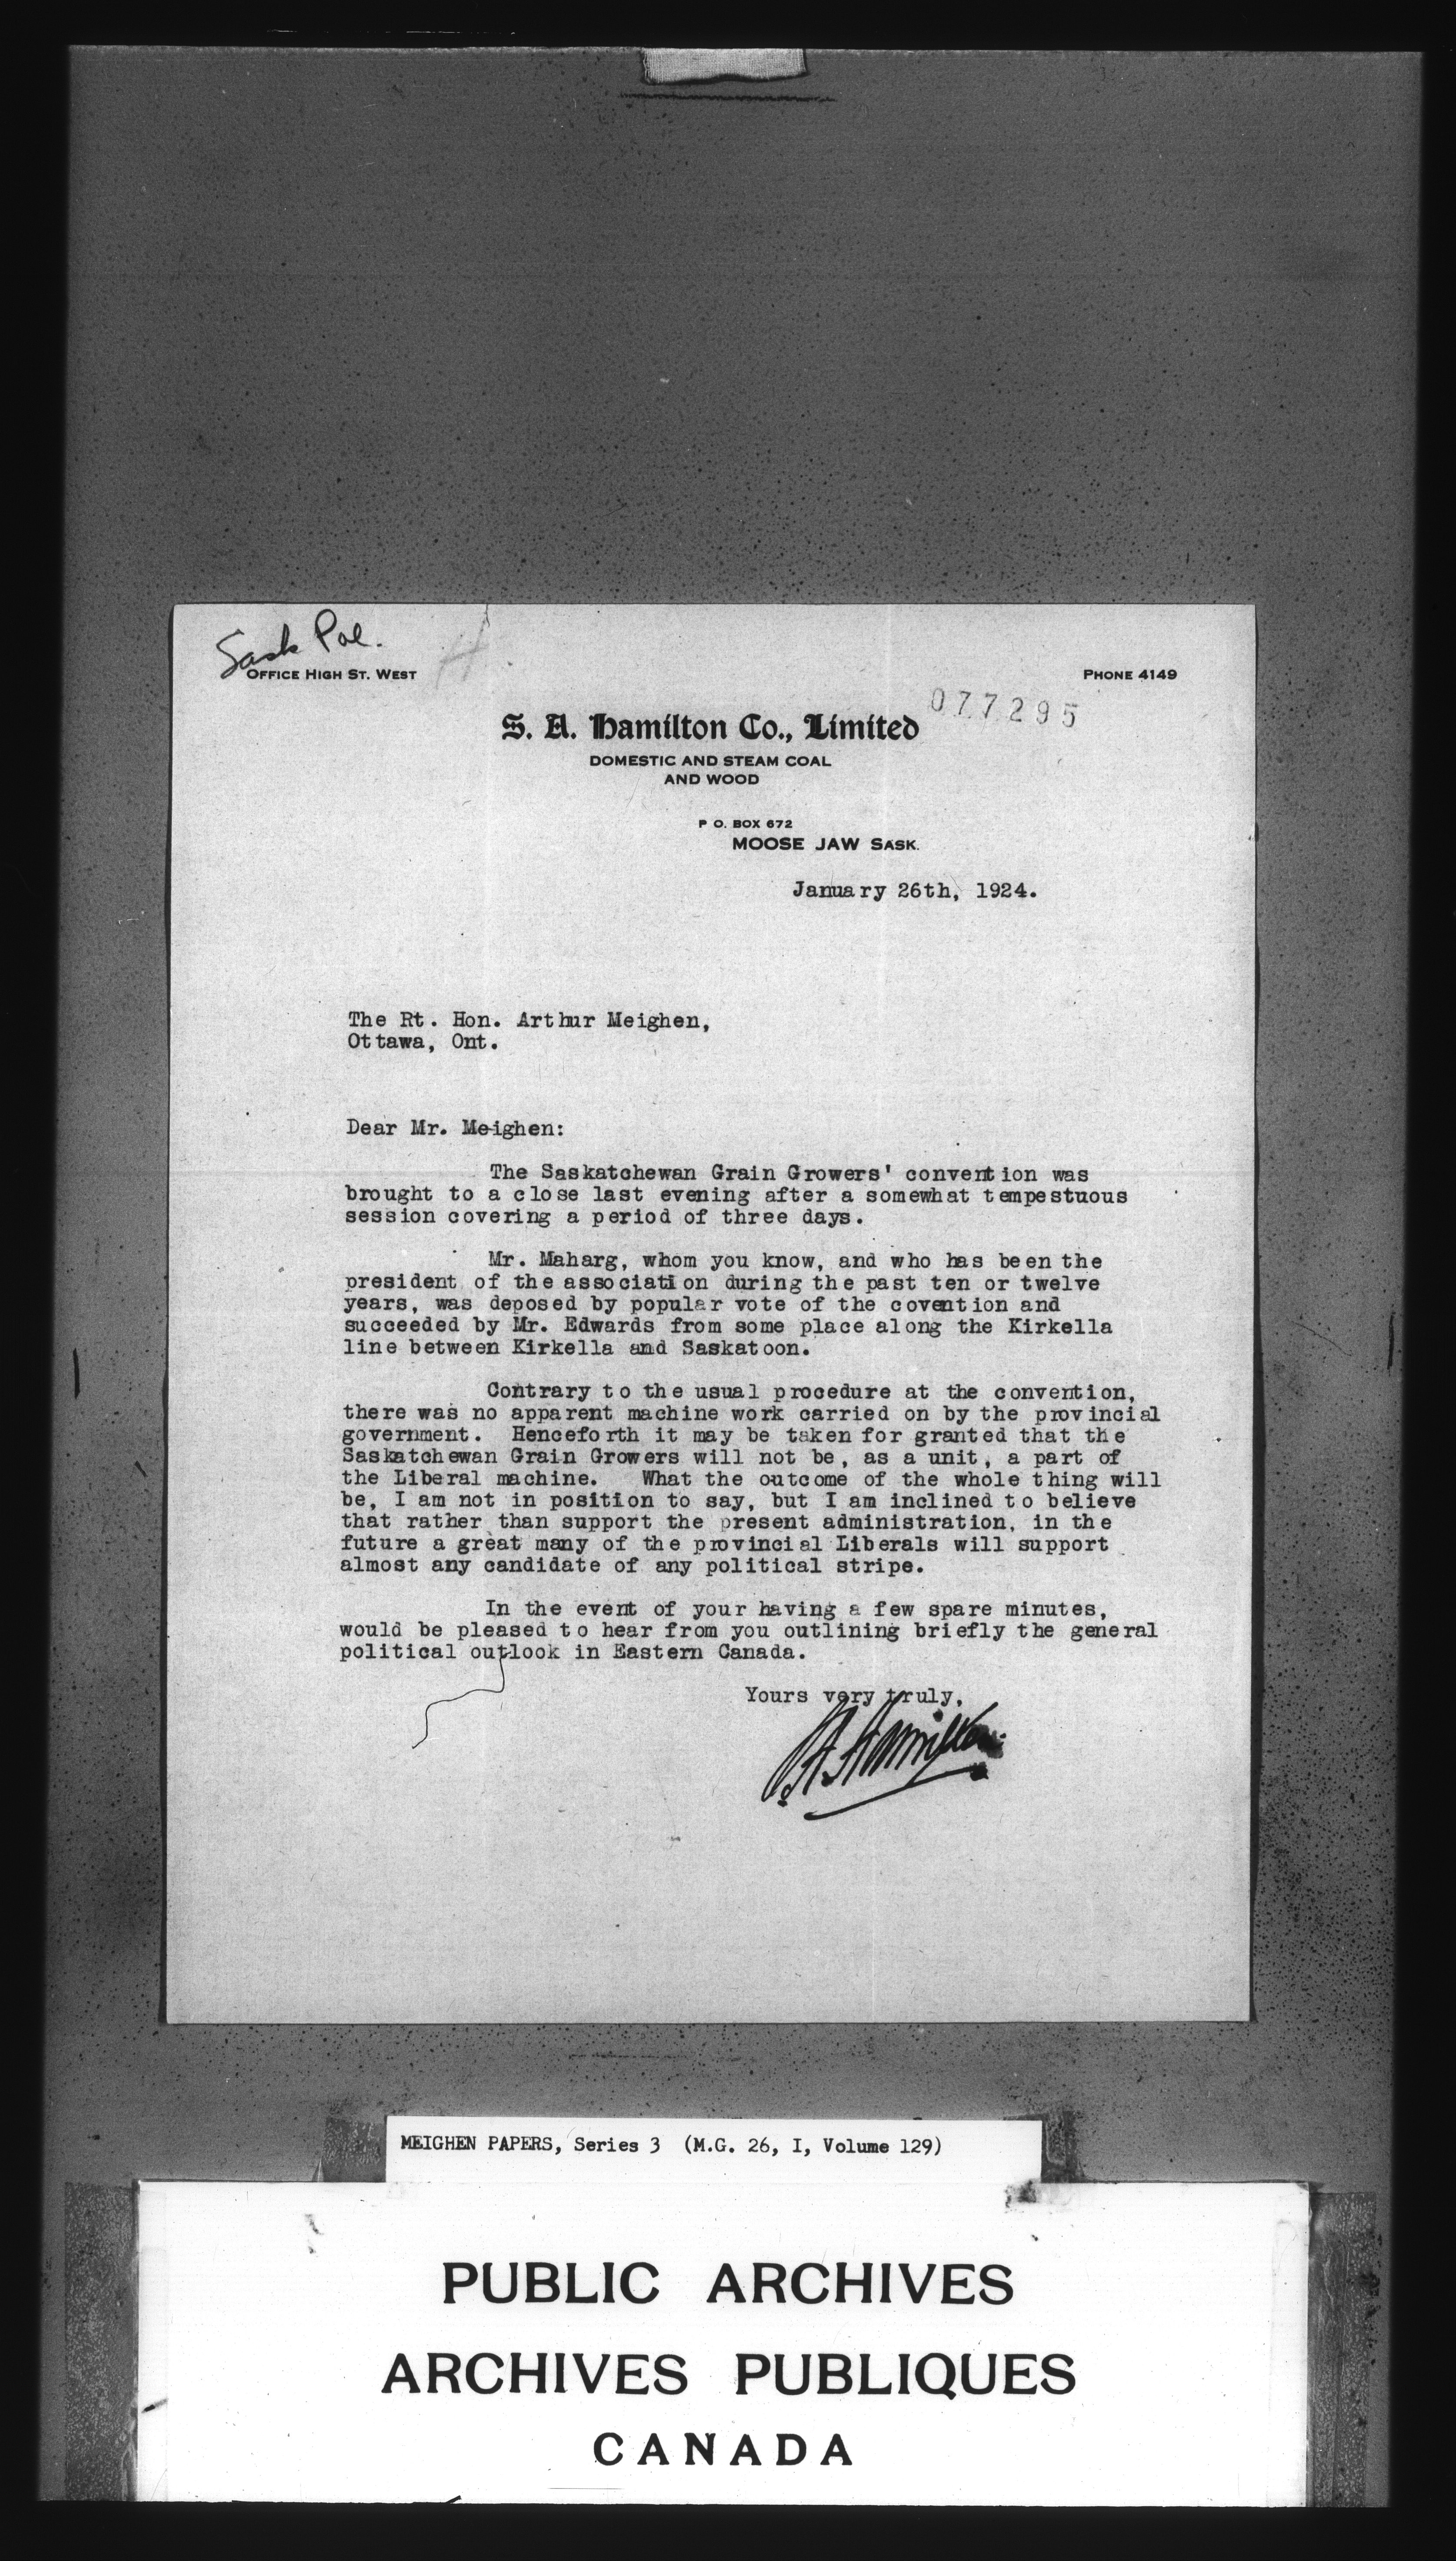 Sask Pol.
OFFICE HIGH ST. WEST
PHONE 4149
077295
S. A. Hamilton Co., Limited
DOMESTIC AND STEAM COAL
AND WOOD
P O. BOX 672
MOOSE JAW SASK.
January 26th, 1924.
The Rt. Hon. Arthur Meighen,
Ottawa, Ont.
Dear Mr. Meighen:
The Saskatchewan Grain Growers' convention was
brought to a close last evening after a somewhat tempestuous
session covering a period of three days.
Mr. Maharg, whom you know, and who has been the
president of the association during the past ten or twelve
years, was deposed by popular vote of the covention and
succeeded by Mr. Edwards from some place along the Kirkella
line between Kirkella and Saskatoon.
Contrary to the usual procedure at the convention,
there was no apparent machine work carried on by the provincial
government. Henceforth it may be taken for granted that the
Saskatchewan Grain Growers will not be, as a unit, a part of
the Liberal machine. What the outcome of the whole thing will
be, I am not in position to say, but I am inclined to believe
that rather than support the present administration, in the
future a great many of the provincial Liberals will support
almost any candidate of any political stripe.
In the event of your having a few spare minutes,
would be pleased to hear from you outlining briefly the general
political outlook in Eastern Canada.
Yours very truly,
S A Hamilton
MEIGHEN PAPERS, Series 3 (M.G. 26, I, Volume 129)
PUBLIC ARCHIVES
ARCHIVES PUBLIQUES
CANADA